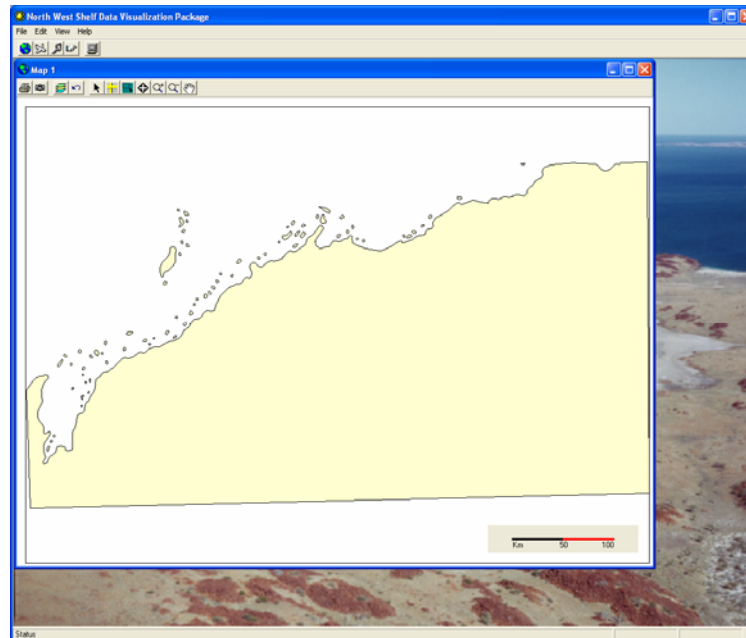 North West Shelf Data Visualization Package
File Edit View Help
Map 1
Km 50 100
Status